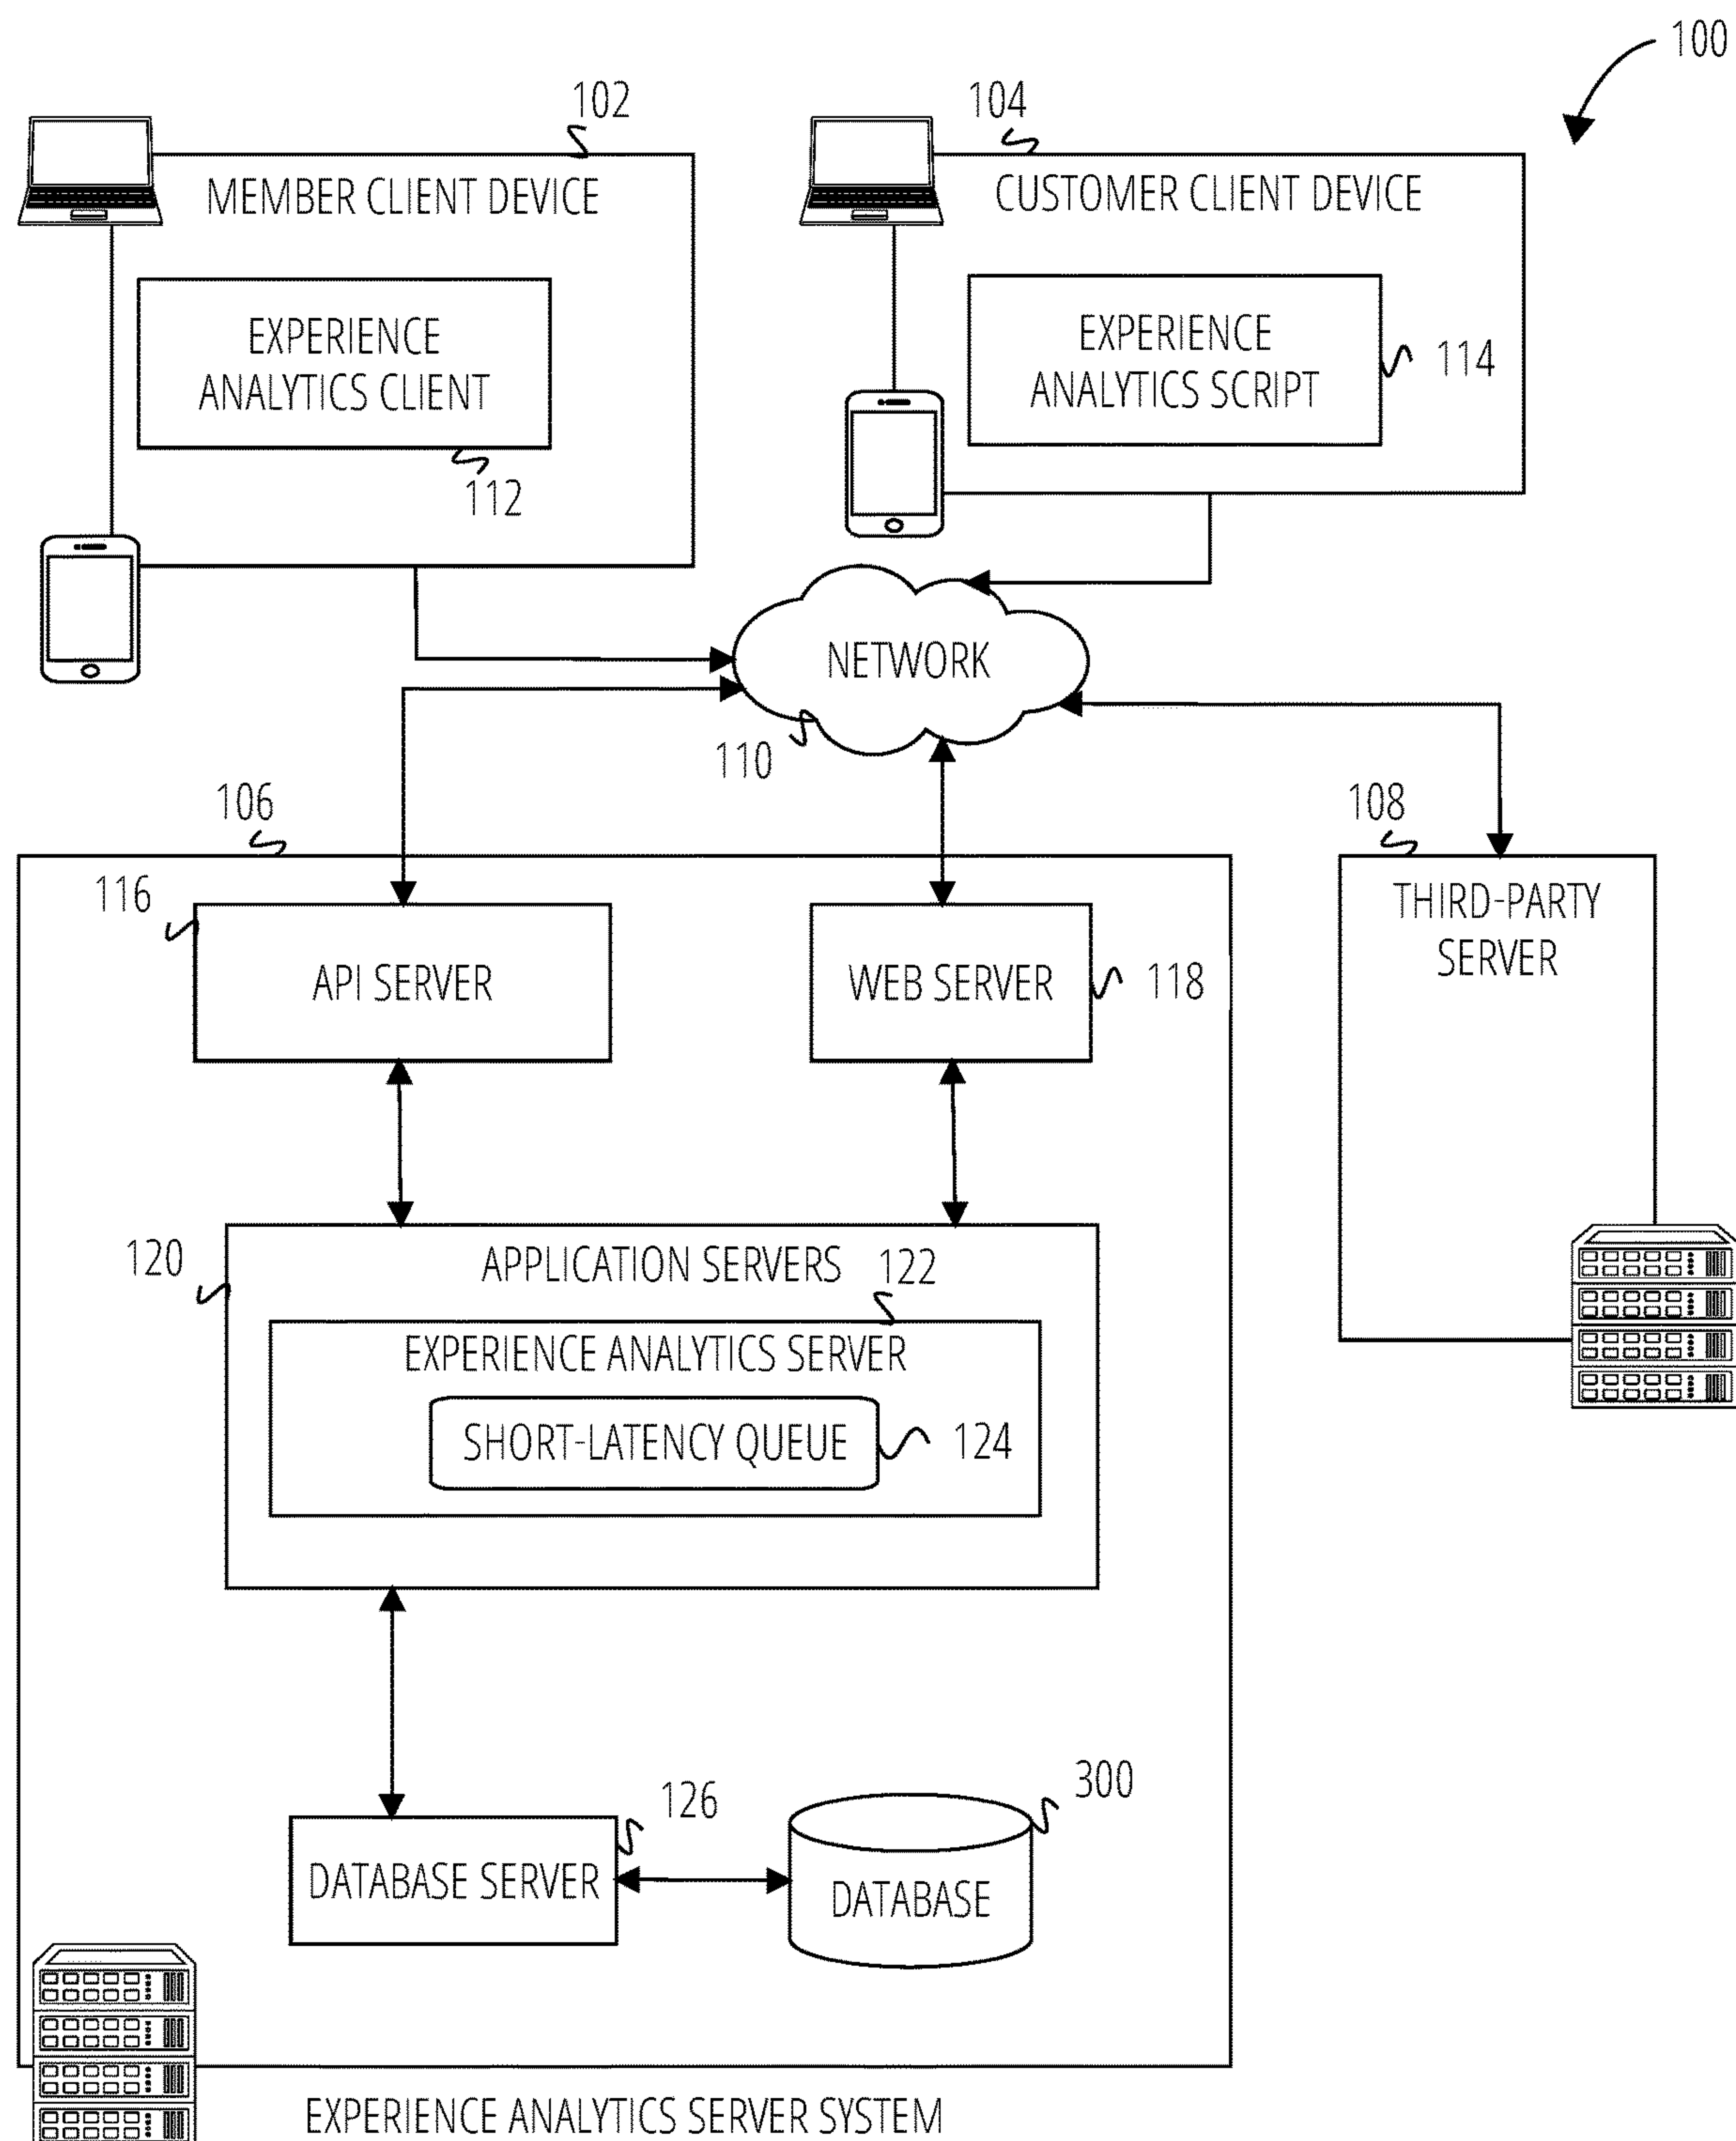 100
102
104
MEMBER CLIENT DEVICE
CUSTOMER CLIENT DEVICE
EXPERIENCE
ANALYTICS CLIENT
112
EXPERIENCE
ANALYTICS SCRIPT
114
NETWORK
110
106
108
116
API SERVER
WEB SERVER
118
THIRD-PARTY
SERVER
120
APPLICATION SERVERS
122
EXPERIENCE ANALYTICS SERVER
SHORT-LATENCY QUEUE
124
126
300
DATABASE SERVER
DATABASE
EXPERIENCE ANALYTICS SERVER SYSTEM